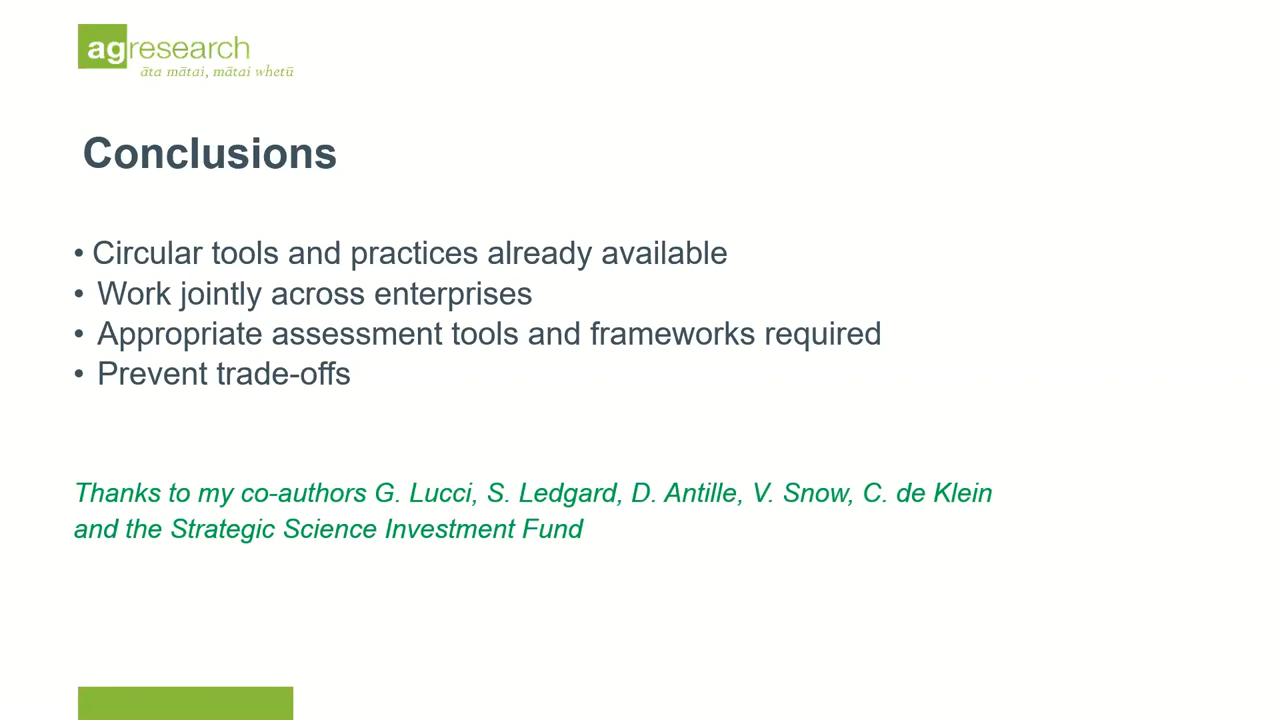 agresearch
āta mātai, mātai whetū
Conclusions
• Circular tools and practices already available
• Work jointly across enterprises
• Appropriate assessment tools and frameworks required
• Prevent trade-offs
Thanks to my co-authors G. Lucci, S. Ledgard, D. Antille, V. Snow, C. de Klein
and the Strategic Science Investment Fund